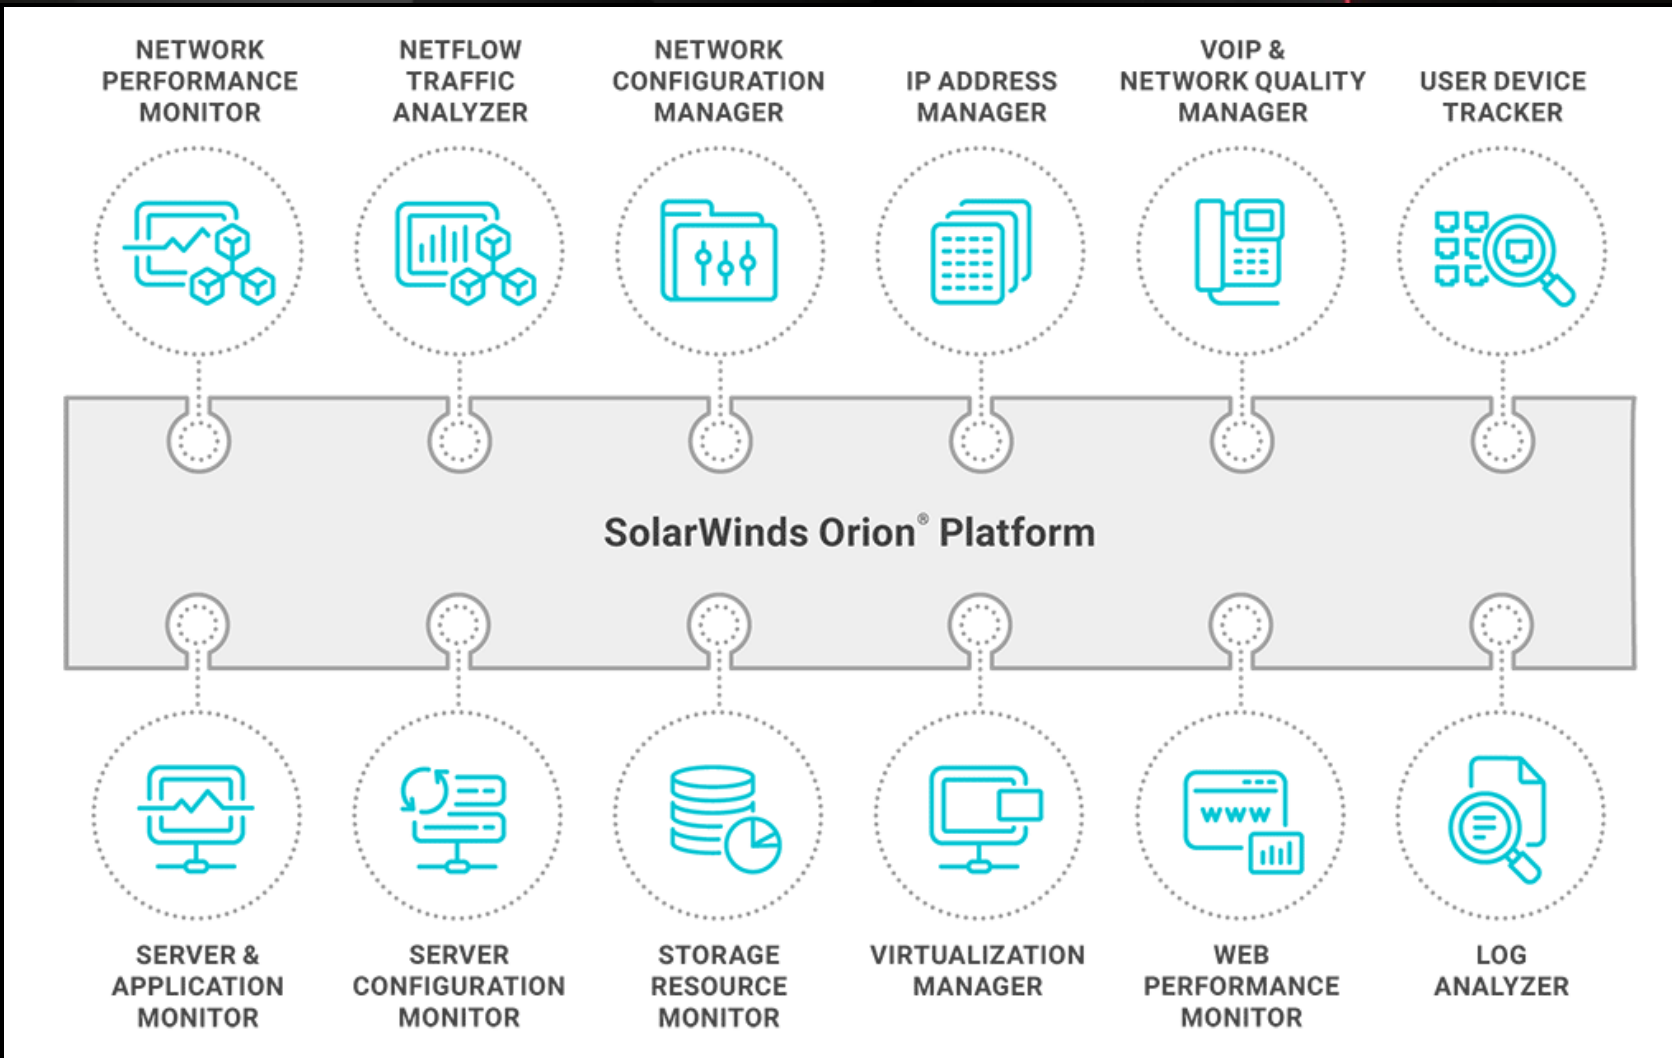 NETWORK
PERFORMANCE
MONITOR
NETFLOW
TRAFFIC
ANALYZER
NETWORK
CONFIGURATION
MANAGER
IP ADDRESS
MANAGER
VOIP &
NETWORK QUALITY
MANAGER
USER DEVICE
TRACKER
SolarWinds Orion® Platform
WWW
SERVER &
APPLICATION
MONITOR
SERVER
CONFIGURATION
MONITOR
STORAGE
RESOURCE
MONITOR
VIRTUALIZATION
MANAGER
WEB
PERFORMANCE
MONITOR
LOG
ANALYZER